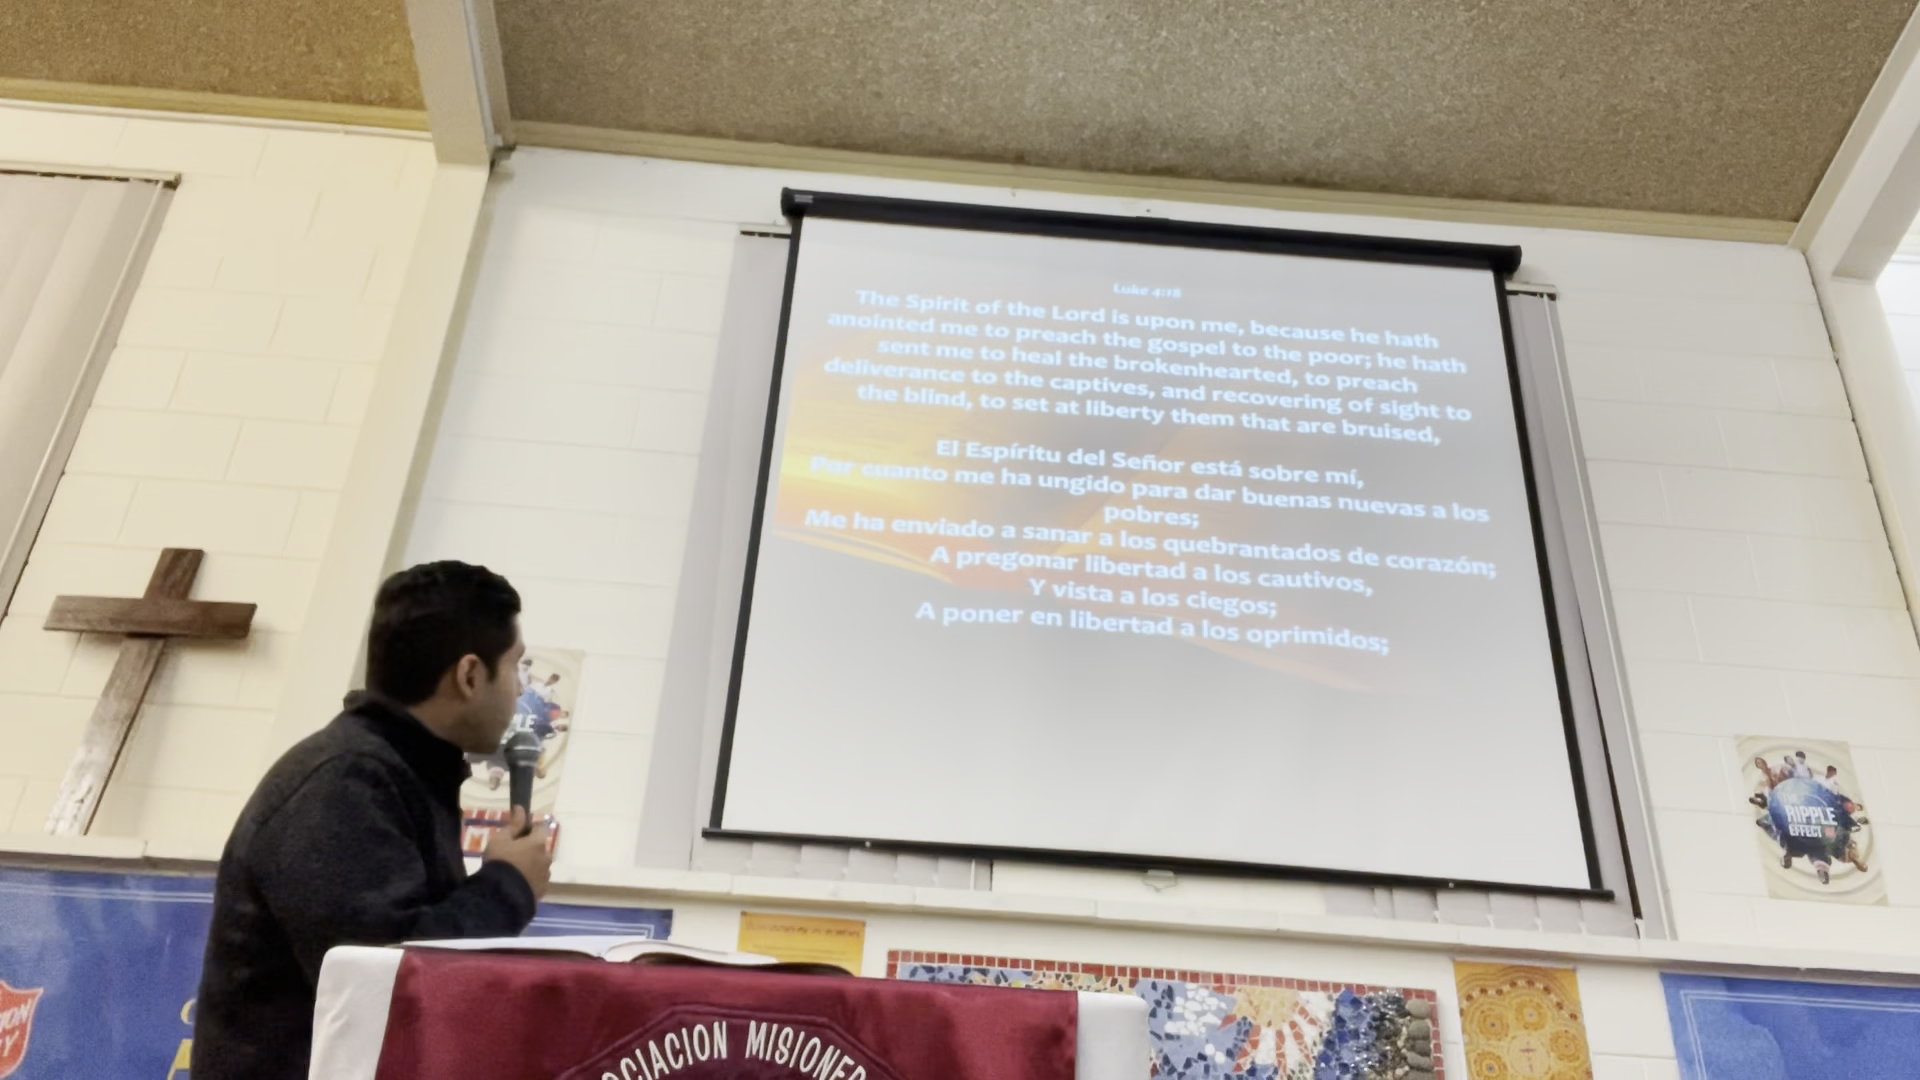 Luke 4:18
The Spirit of the Lord is upon me, because he hath
anointed me to preach the gospel to the poor; he hath
sent me to heal the brokenhearted, to preach
deliverance to the captives, and recovering of sight to
the blind, to set at liberty them that are bruised,
El Espíritu del Señor está sobre mí,
Por cuanto me ha ungido para dar buenas nuevas a los
pobres;
Me ha enviado a sanar a los quebrantados de corazón;
A pregonar libertad a los cautivos,
Y vista a los ciegos;
A poner en libertad a los oprimidos;
RIPPLE
EFFECT
OCIACION MISIONER